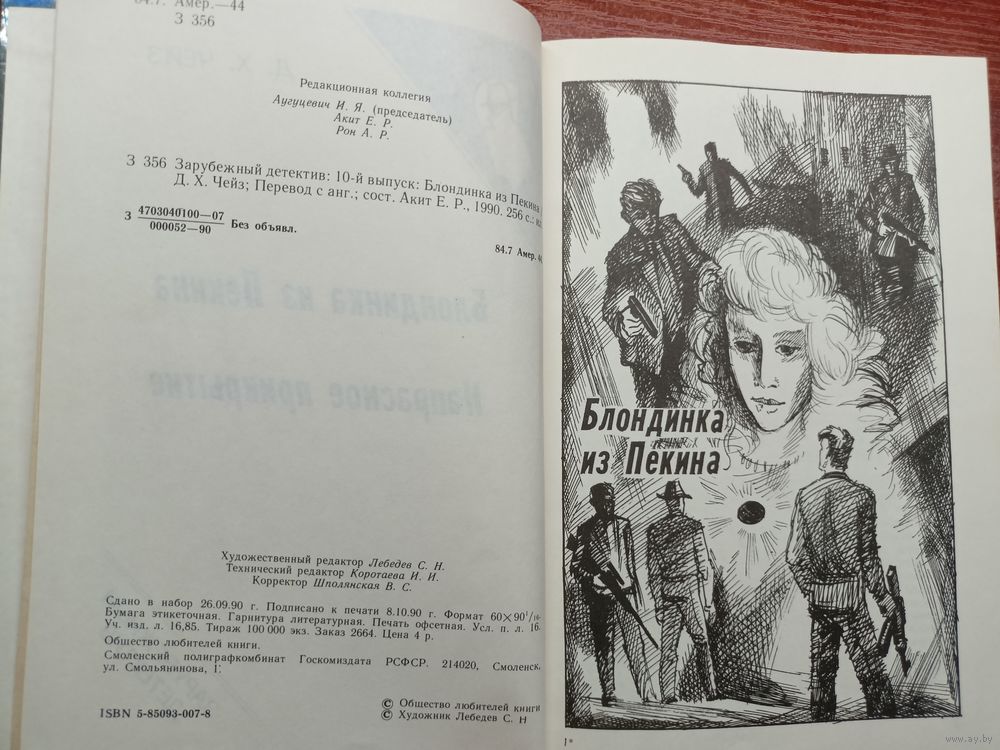 84.7. Амер.—44
З 356
Редакционная коллегия
Аугуцевич И. Я. (председатель)
Акит Е. Р.
Рон А. Р.
З 356 Зарубежный детектив: 10-й выпуск: Блондинка из Пекина
Д. Х. Чейз; Перевод с анг.; сост. Акит Е. Р., 1990. 256 с.: ил.
З 4703040100—07
000052—90 Без объявл.
84.7 Амер. 44
Художественный редактор Лебедев С. Н.
Технический редактор Коротаева И. И.
Корректор Шполянская В. С.
Сдано в набор 26.09.90 г. Подписано к печати 8.10.90 г. Формат 60×90¹/₁₆.
Бумага этикеточная. Гарнитура литературная. Печать офсетная. Усл. п. л. 16.
Уч. изд. л. 16,85. Тираж 100 000 экз. Заказ 2664. Цена 4 р.
Общество любителей книги.
Смоленский полиграфкомбинат Госкомиздата РСФСР. 214020, Смоленск,
ул. Смольянинова, 1.
ISBN 5-85093-007-8
© Общество любителей книги
© Художник Лебедев С. Н
Блондинка
из Пекина
1*
www.ay.by